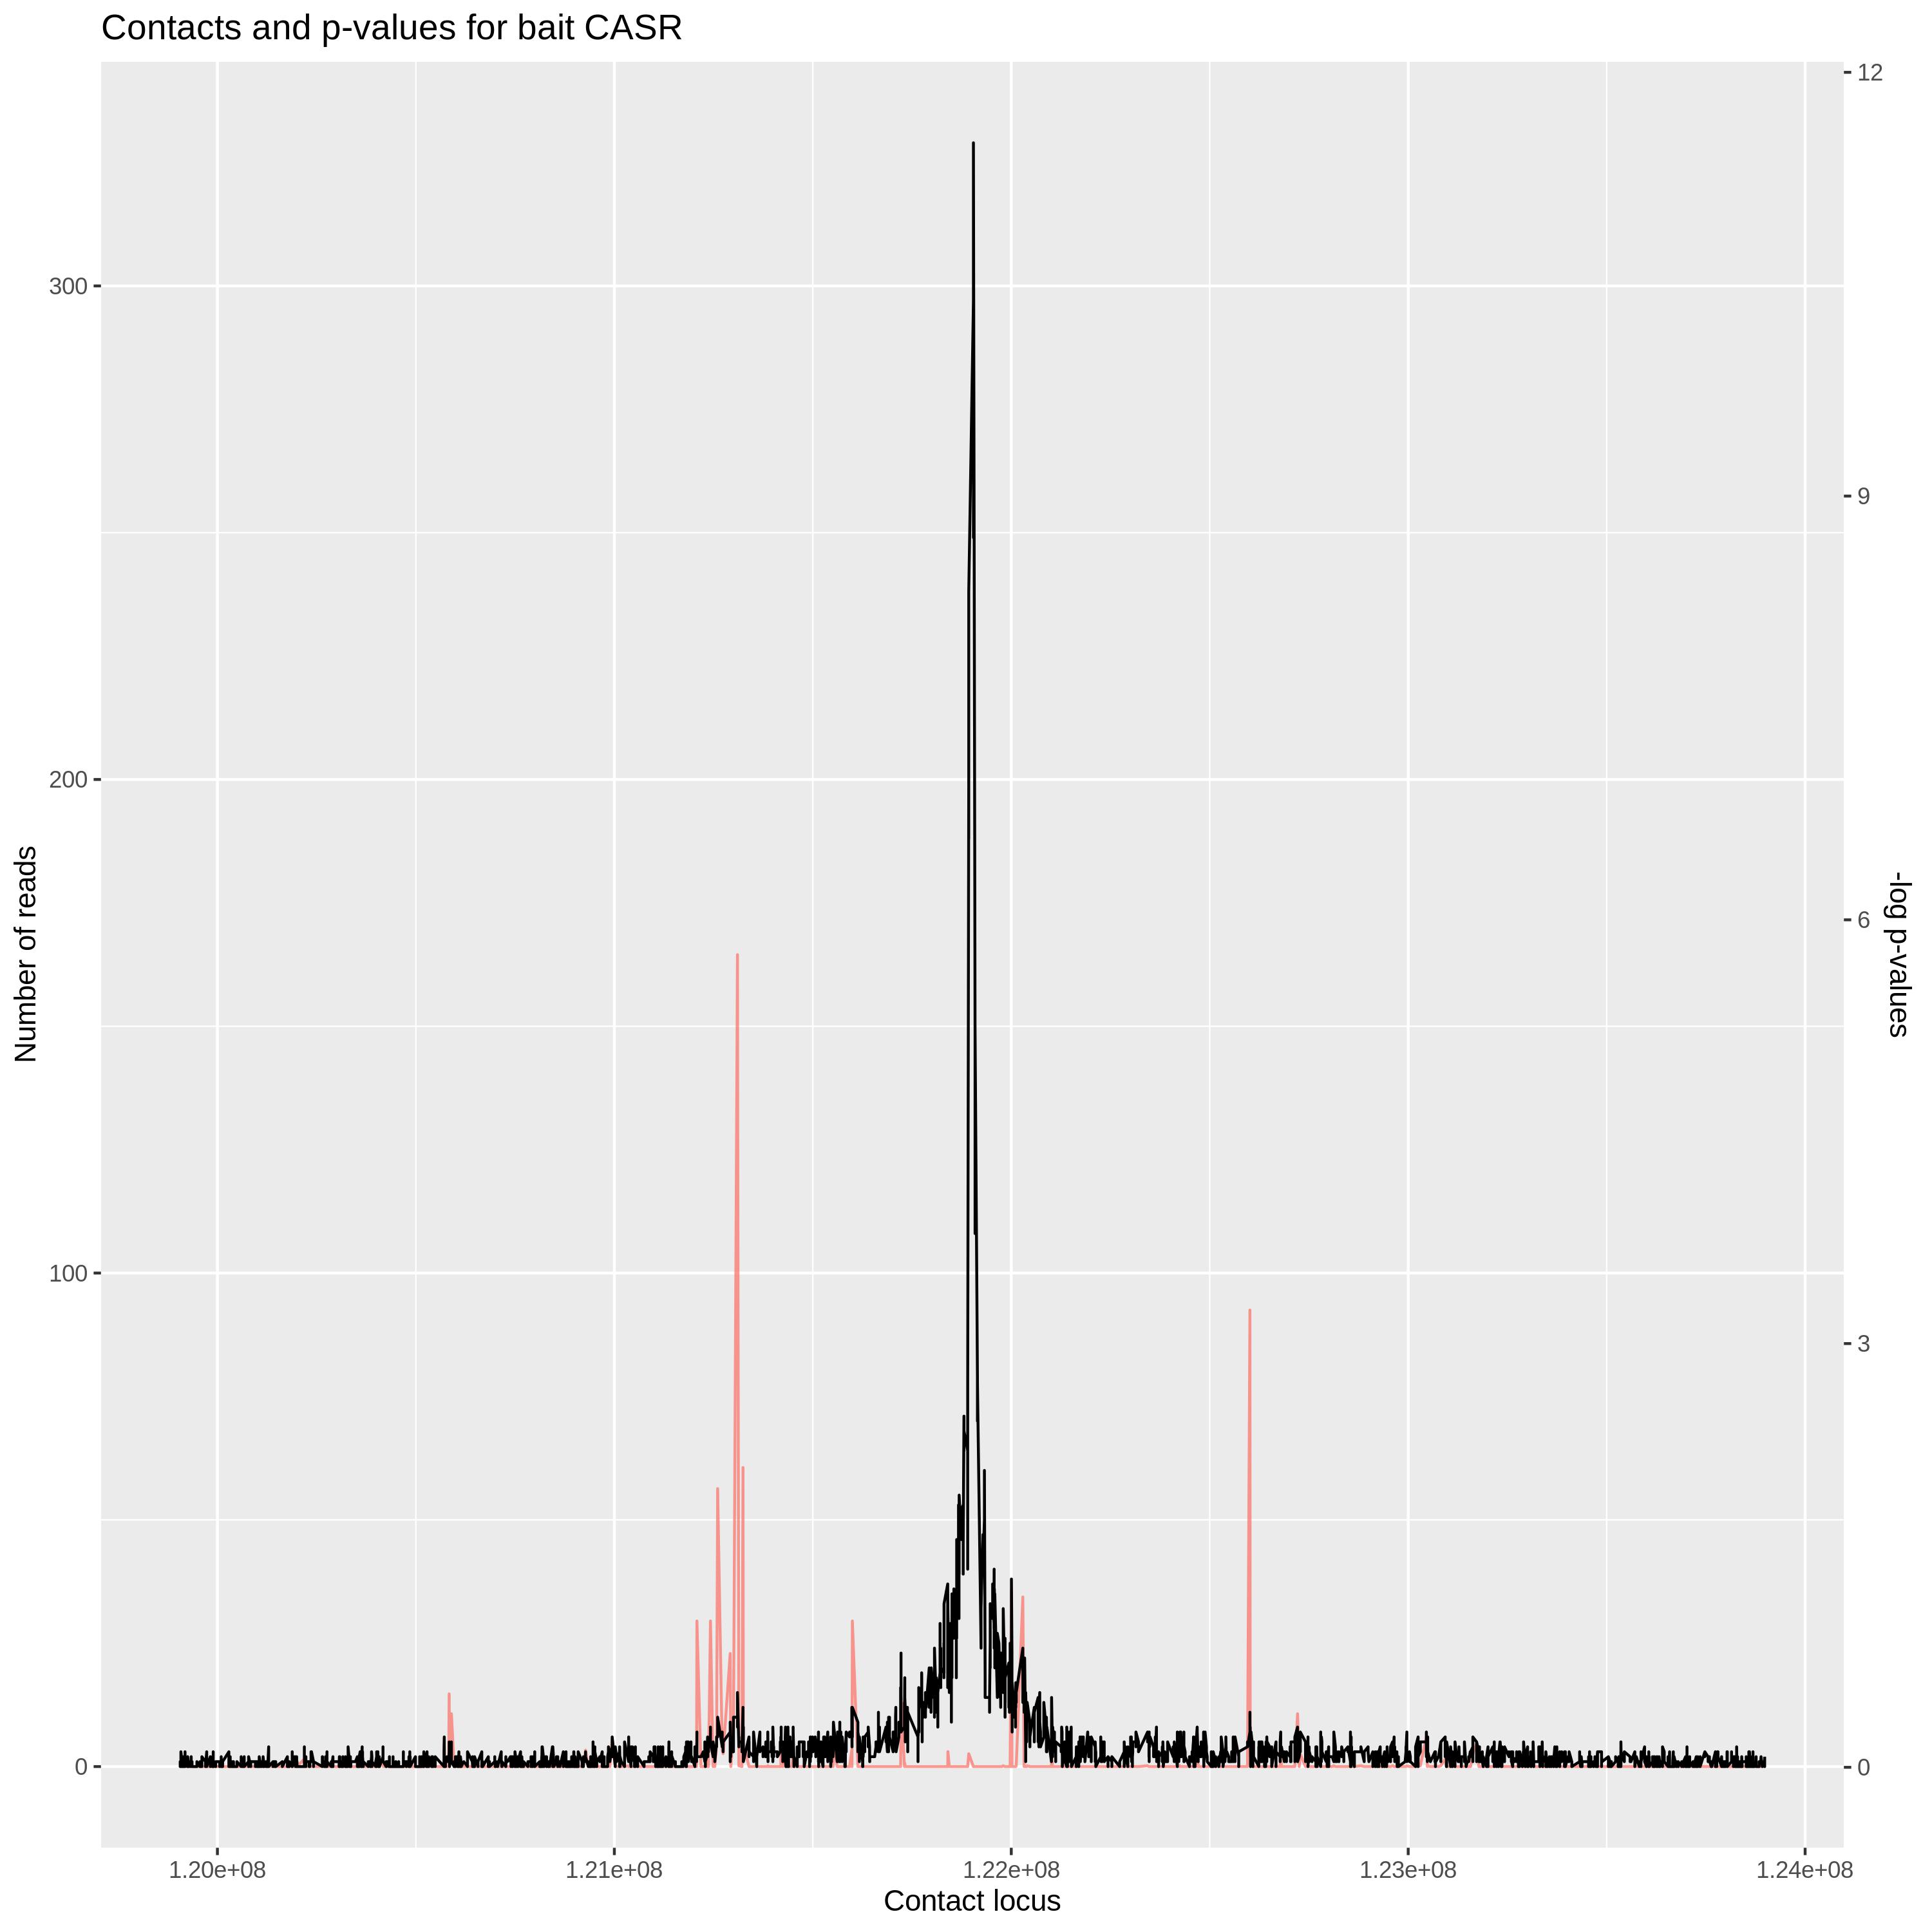 Contacts and p-values for bait CASR
Number of reads
300
200
100
0
12
9
6
3
0
-log p-values
1.20e+08 1.21e+08 1.22e+08 1.23e+08 1.24e+08
Contact locus